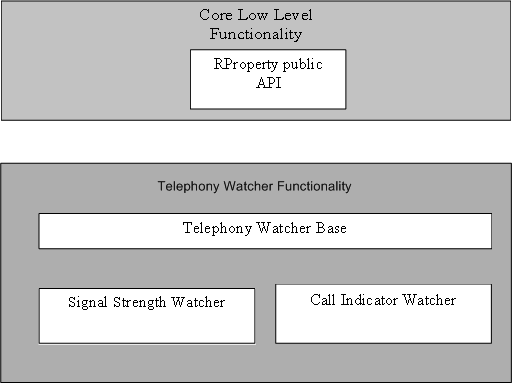 Core Low Level
Functionality
RProperty public
API
Telephony Watcher Functionality
Telephony Watcher Base
Signal Strength Watcher
Call Indicator Watcher